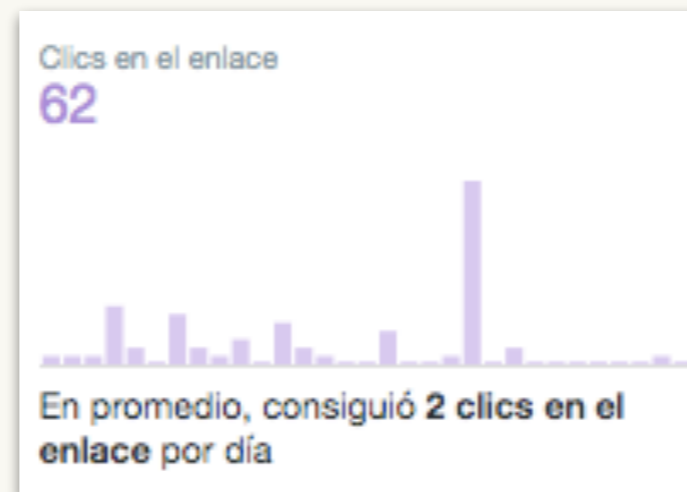 Clics en el enlace
62
En promedio, consiguió 2 clics en el
enlace por día